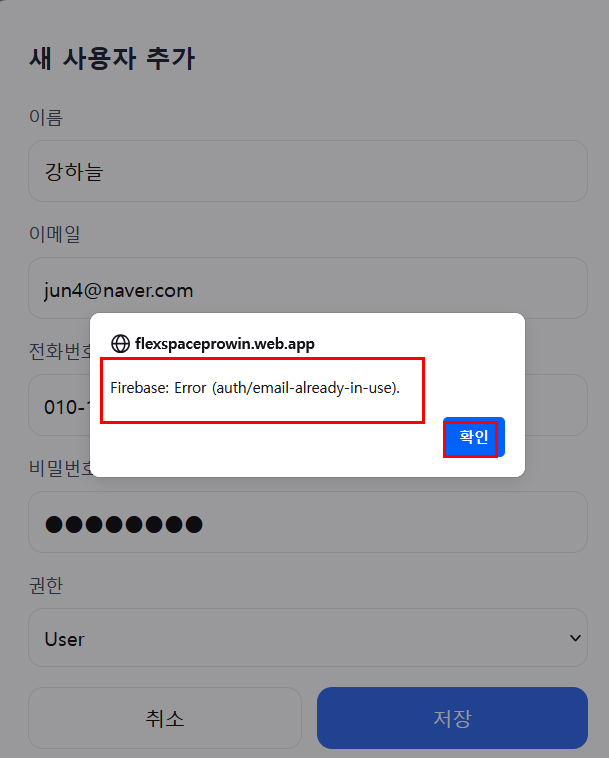 새 사용자 추가
이름
강하늘
이메일
jun4@naver.com
flexspaceprowin.web.app
전화번호
Firebase: Error (auth/email-already-in-use).
010-
확인
비밀번호
●●●●●●●●
권한
User
취소 저장